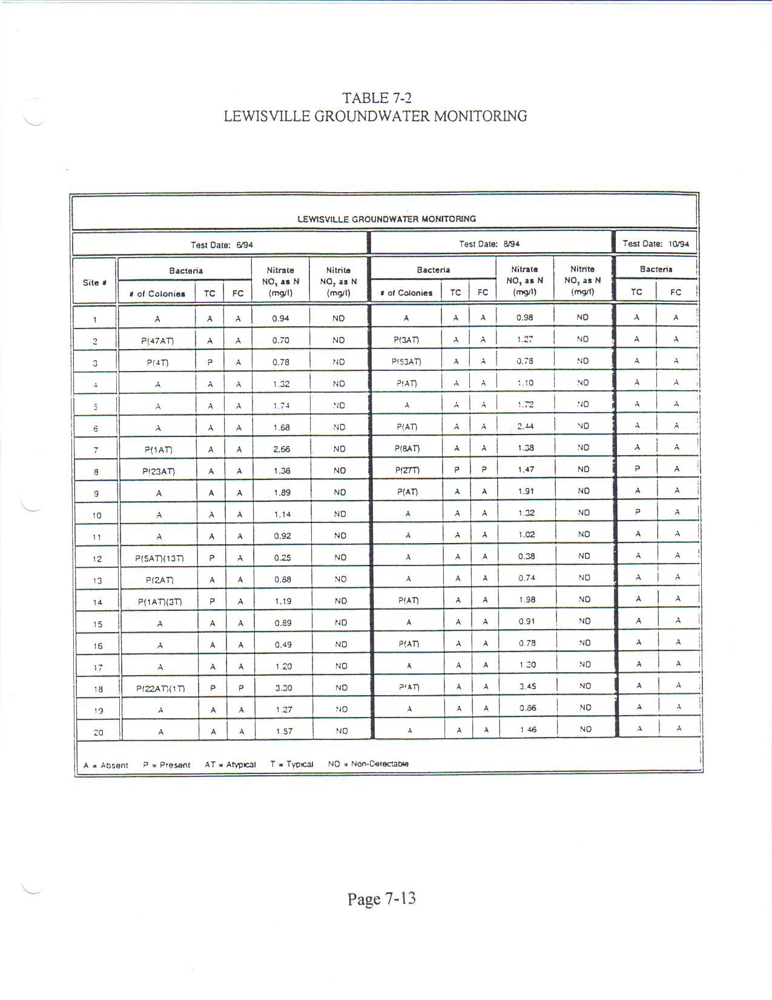 TABLE 7-2
LEWISVILLE GROUNDWATER MONITORING
LEWISVILLE GROUNDWATER MONITORING
Test Date: 6/94 Test Date: 8/94 Test Date: 10/94
Site # Bacteria Nitrate NO3 as N (mg/l) Nitrite NO2 as N (mg/l) Bacteria Nitrate NO3 as N (mg/l) Nitrite NO2 as N (mg/l) Bacteria
# of Colonies TC FC # of Colonies TC FC TC FC
1 A A A 0.94 ND A A A 0.98 ND A A
2 P(47AT) A A 0.70 ND P(3AT) A A 1.27 ND A A
3 P(4T) P A 0.78 ND P(53AT) A A 0.78 ND A A
4 A A A 1.32 ND P(AT) A A 1.10 ND A A
5 A A A 1.74 ND A A A 1.72 ND A A
6 A A A 1.68 ND P(AT) A A 2.44 ND A A
7 P(1AT) A A 2.66 ND P(8AT) A A 1.38 ND A A
8 P(23AT) A A 1.36 ND P(27T) P P 1.47 ND P A
9 A A A 1.89 ND P(AT) A A 1.91 ND A A
10 A A A 1.14 ND A A A 1.32 ND P A
11 A A A 0.92 ND A A A 1.02 ND A A
12 P(5AT)(13T) P A 0.25 ND A A A 0.38 ND A A
13 P(2AT) A A 0.88 ND A A A 0.74 ND A A
14 P(1AT)(3T) P A 1.19 ND P(AT) A A 1.98 ND A A
15 A A A 0.89 ND A A A 0.91 ND A A
16 A A A 0.49 ND P(AT) A A 0.78 ND A A
17 A A A 1.20 ND A A A 1.30 ND A A
18 P(22AT)(1T) P P 3.30 ND P(AT) A A 3.45 ND A A
19 A A A 1.27 ND A A A 0.86 ND A A
20 A A A 1.57 ND A A A 1.46 ND A A
A = Absent P = Present AT = Atypical T = Typical ND = Non-Detectable
Page 7-13